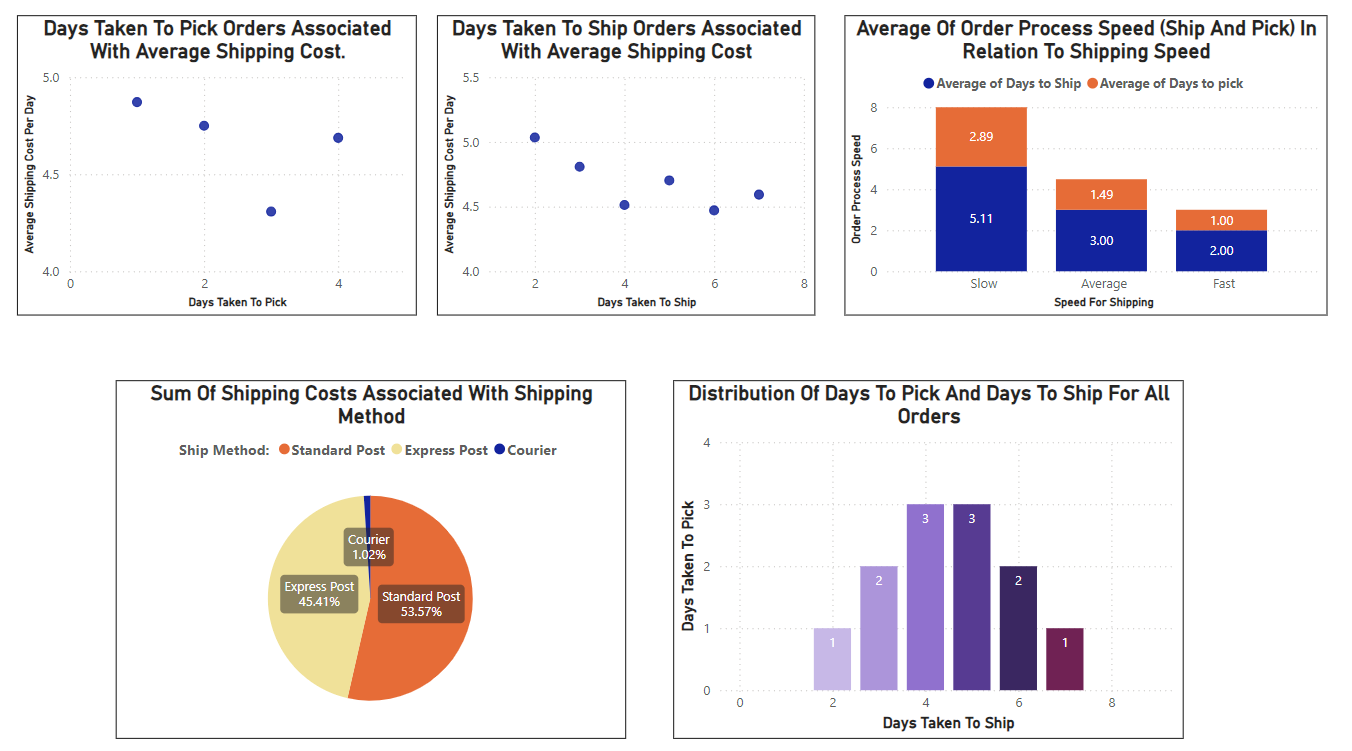 Days Taken To Pick Orders Associated
With Average Shipping Cost.
Average Shipping Cost Per Day
5.0
4.5
4.0
0
2
4
Days Taken To Pick
Days Taken To Ship Orders Associated
With Average Shipping Cost
Average Shipping Cost Per Day
5.5
5.0
4.5
4.0
2
4
6
8
Days Taken To Ship
Average Of Order Process Speed (Ship And Pick) In
Relation To Shipping Speed
Average of Days to Ship
Average of Days to pick
Order Process Speed
8
6
4
2
0
2.89
5.11
1.49
3.00
1.00
2.00
Slow
Average
Fast
Speed For Shipping
Sum Of Shipping Costs Associated With Shipping
Method
Ship Method: Standard Post Express Post Courier
Courier
1.02%
Express Post
45.41%
Standard Post
53.57%
Distribution Of Days To Pick And Days To Ship For All
Orders
Days Taken To Pick
4
3
2
1
0
1
2
3
3
2
1
0
2
4
6
8
Days Taken To Ship